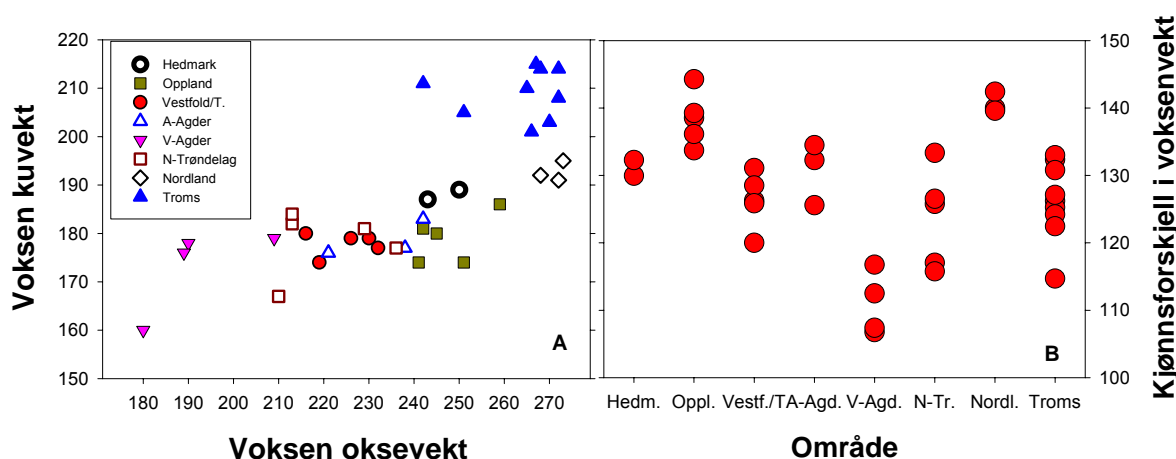 220
210
200
190
180
170
160
150
Voksen kuvekt
Hedmark
Oppland
Vestfold/T.
A-Agder
V-Agder
N-Trøndelag
Nordland
Troms
A
180 190 200 210 220 230 240 250 260 270
Voksen oksevekt
B
Hedm. Oppl. Vestf./TA-Agd. V-Agd. N-Tr. Nordl. Troms
Område
150
140
130
120
110
100
Kjønnsforskjell i voksenvekt